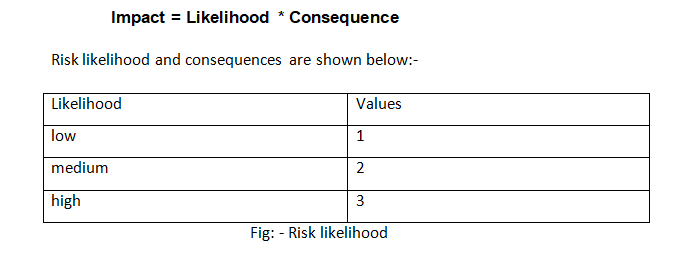 Impact = Likelihood * Consequence
Risk likelihood and consequences are shown below:-
Likelihood Values
low 1
medium 2
high 3
Fig: - Risk likelihood